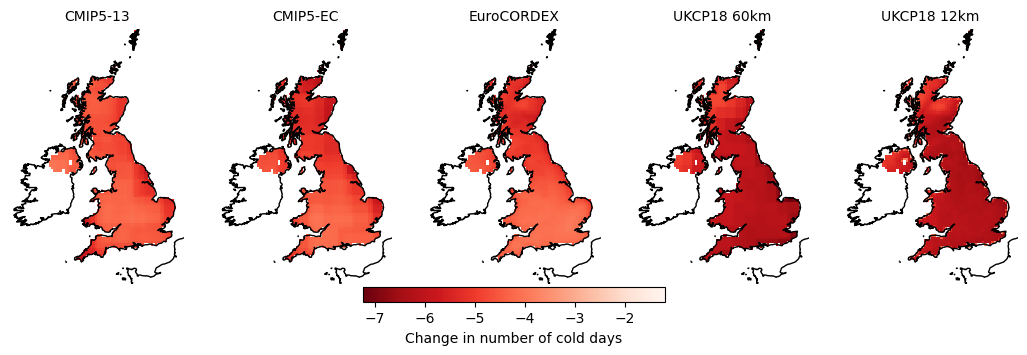 CMIP5-13 CMIP5-EC EuroCORDEX UKCP18 60km UKCP18 12km
−7 −6 −5 −4 −3 −2
Change in number of cold days